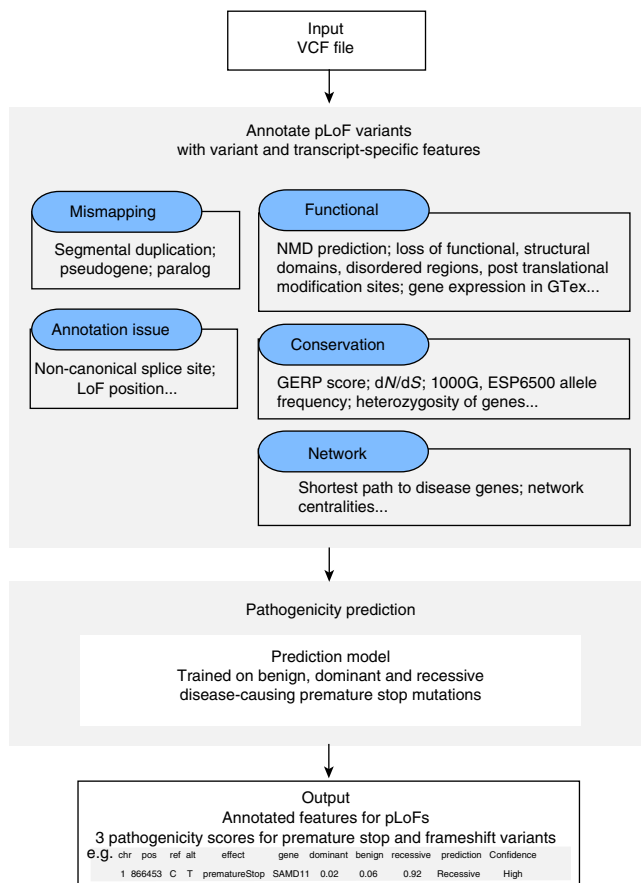 Input
VCF file
Annotate pLoF variants
with variant and transcript-specific features
Mismapping
Segmental duplication;
pseudogene; paralog
Functional
NMD prediction; loss of functional, structural
domains, disordered regions, post translational
modification sites; gene expression in GTex...
Annotation issue
Non-canonical splice site;
LoF position...
Conservation
GERP score; dN/dS; 1000G, ESP6500 allele
frequency; heterozygosity of genes...
Network
Shortest path to disease genes; network
centralities...
Pathogenicity prediction
Prediction model
Trained on benign, dominant and recessive
disease-causing premature stop mutations
Output
Annotated features for pLoFs
3 pathogenicity scores for premature stop and frameshift variants
e.g. chr pos ref alt effect gene dominant benign recessive prediction Confidence
1 866453 C T prematureStop SAMD11 0.02 0.06 0.92 Recessive High